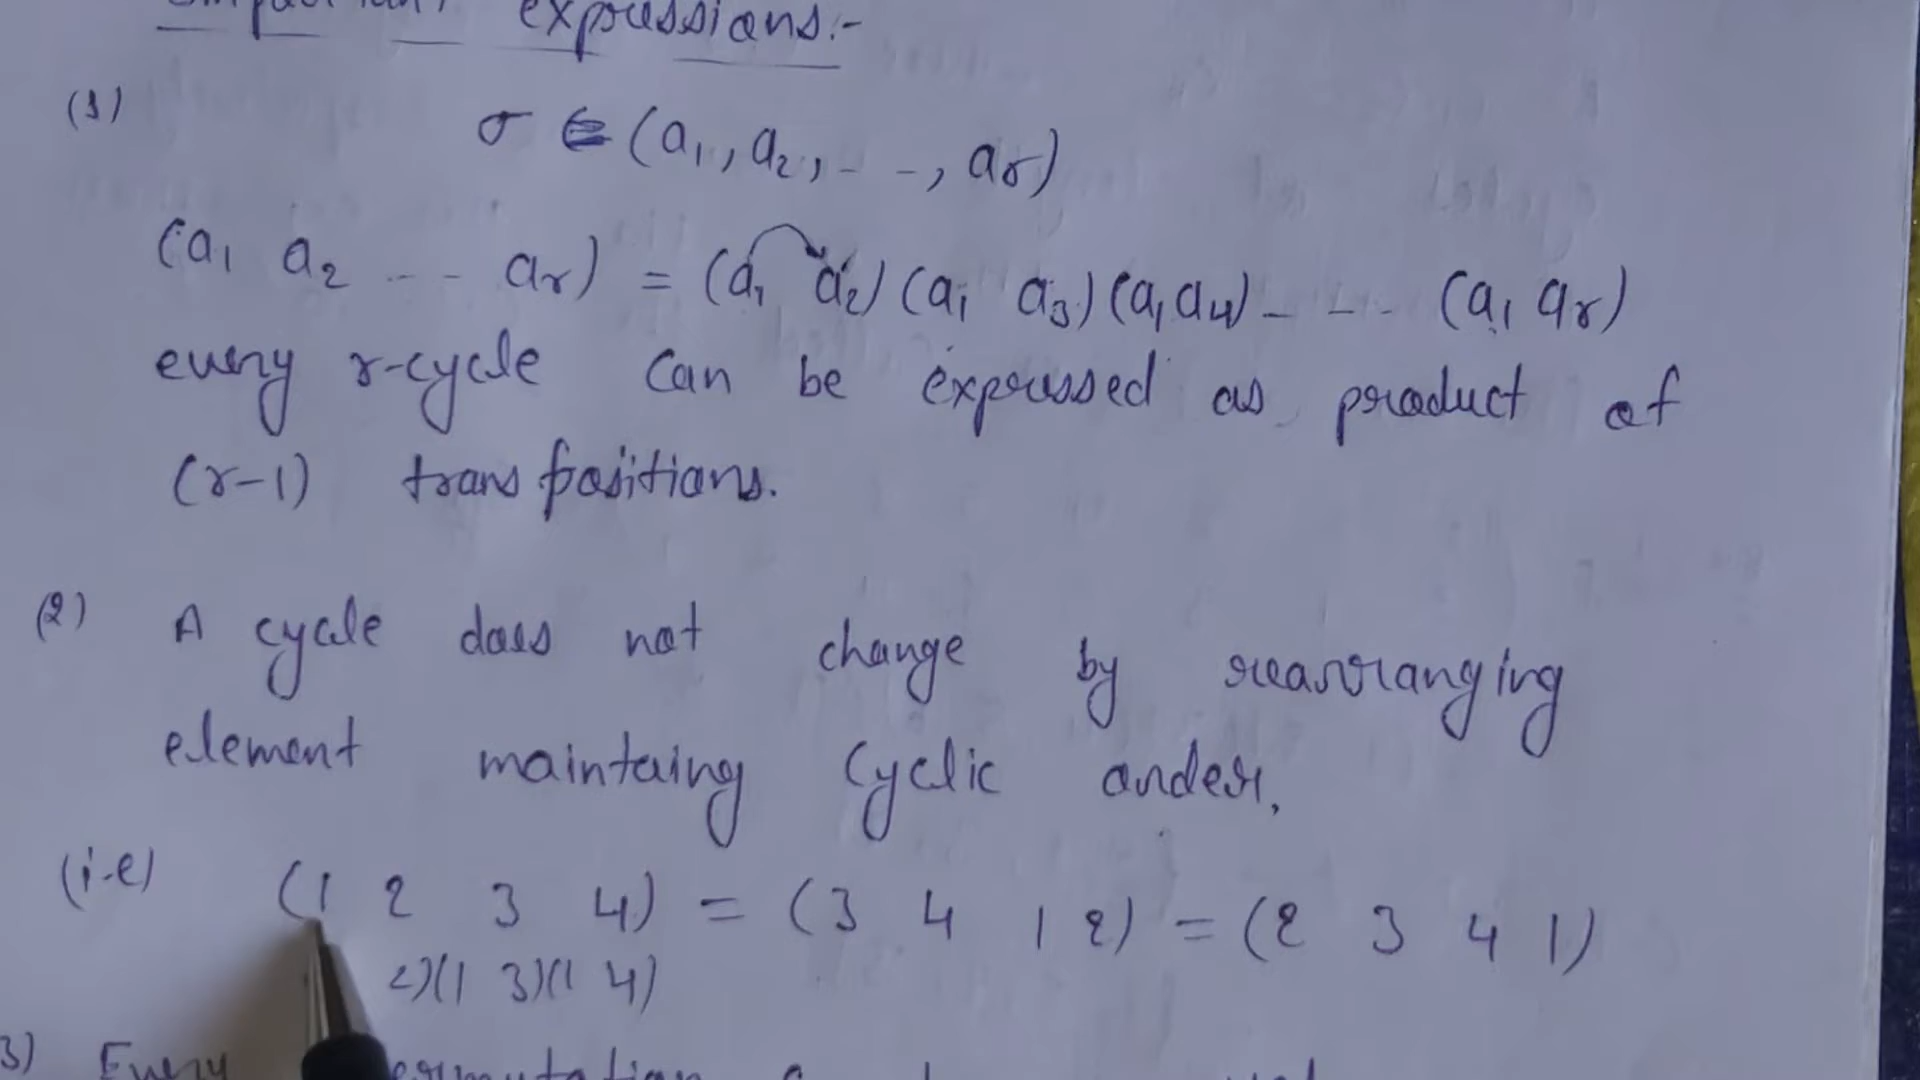 expressions:-
(1) σ = (a₁, a₂, - - -, aᵣ)
(a₁ a₂ - - - aᵣ) = (a₁ a₂) (a₁ a₃) (a₁ a₄) - - - (a₁ aᵣ)
every r-cycle can be expressed as product of
(r-1) transpositions.
(2) A cycle does not change by rearranging
element maintaing cyclic order.
(i-e) (1 2 3 4) = (3 4 1 2) = (2 3 4 1)
2)(1 3)(1 4)
3) Every